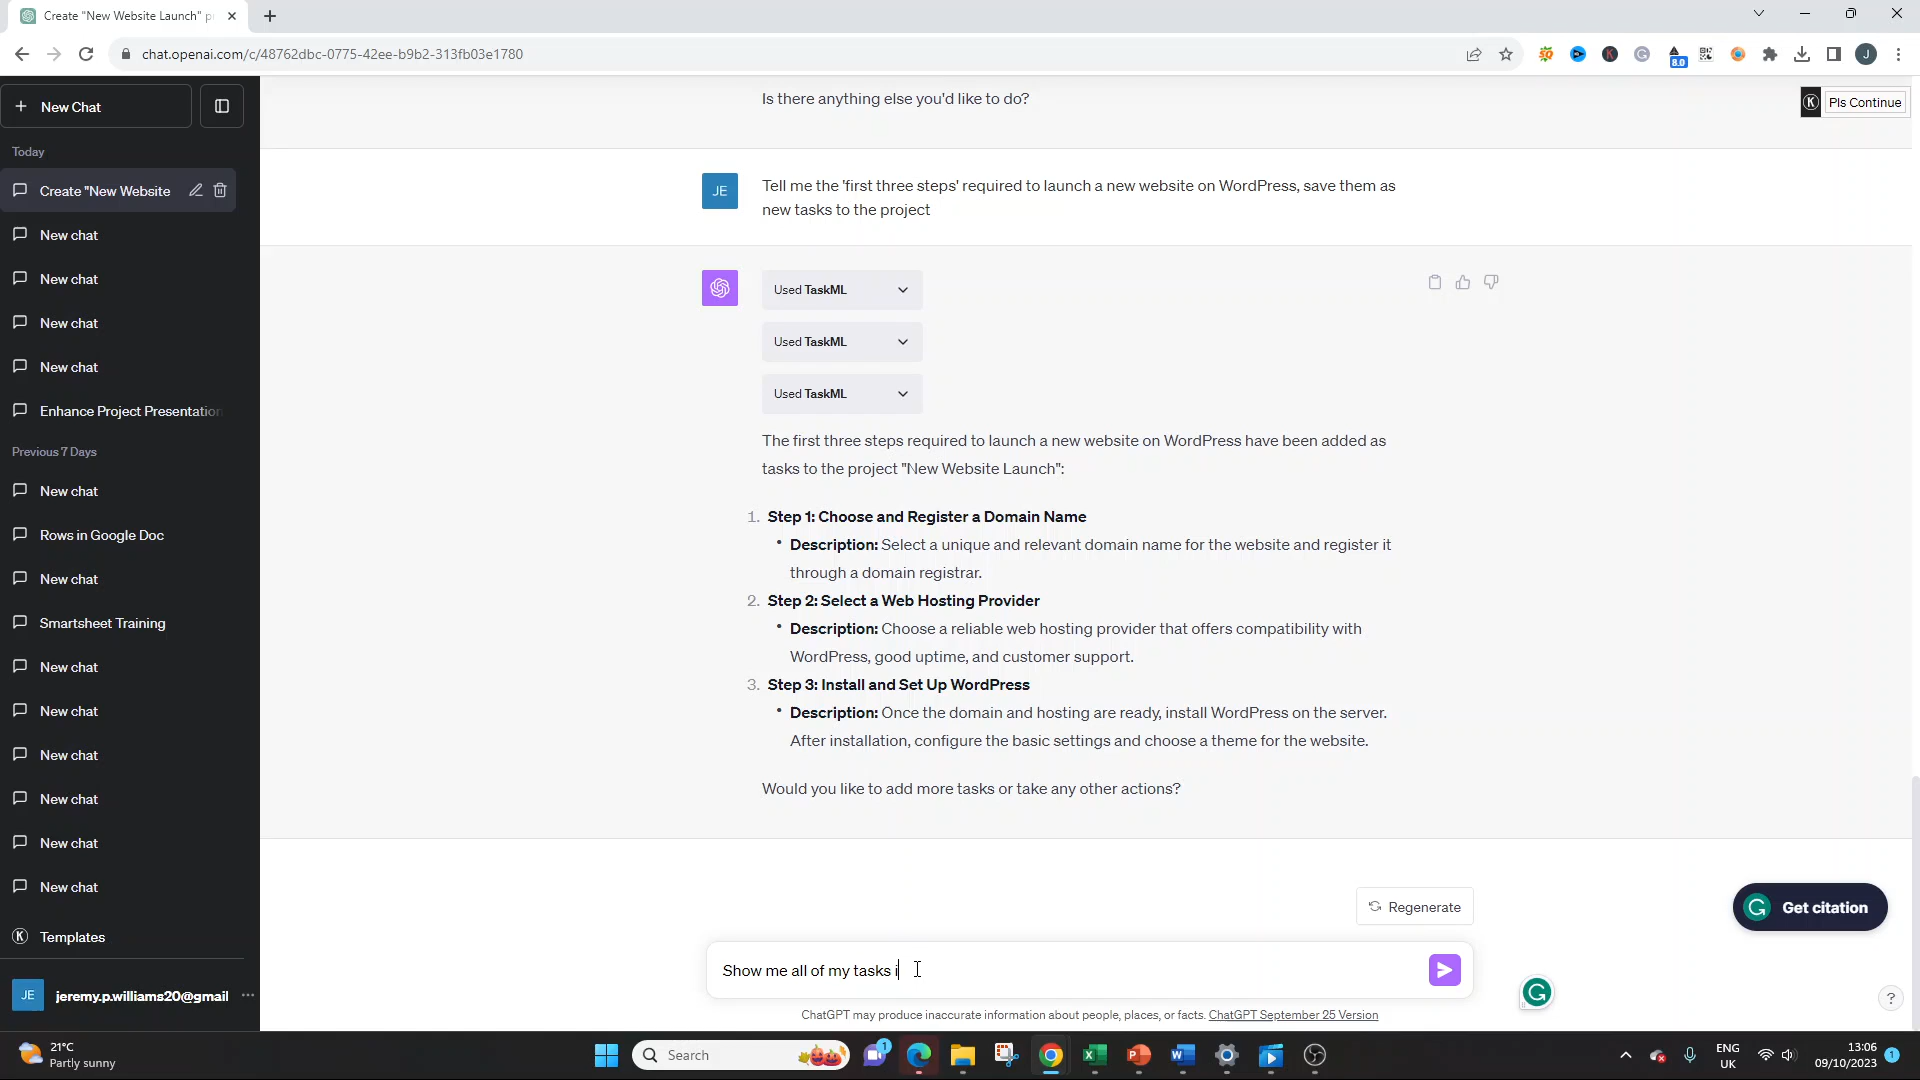 Create "New Website Launch" p
chat.openai.com/c/48762dbc-0775-42ee-b9b2-313fb03e1780
8.0
J
New Chat
Today
Create "New Website
New chat
New chat
New chat
New chat
Enhance Project Presentation
Previous 7 Days
New chat
Rows in Google Doc
New chat
Smartsheet Training
New chat
New chat
New chat
New chat
New chat
New chat
Templates
JE
jeremy.p.williams20@gmail
Is there anything else you'd like to do?
Pls Continue
JE
Tell me the 'first three steps' required to launch a new website on WordPress, save them as
new tasks to the project
Used TaskML
Used TaskML
Used TaskML
The first three steps required to launch a new website on WordPress have been added as
tasks to the project "New Website Launch":
1. Step 1: Choose and Register a Domain Name
• Description: Select a unique and relevant domain name for the website and register it
through a domain registrar.
2. Step 2: Select a Web Hosting Provider
• Description: Choose a reliable web hosting provider that offers compatibility with
WordPress, good uptime, and customer support.
3. Step 3: Install and Set Up WordPress
• Description: Once the domain and hosting are ready, install WordPress on the server.
After installation, configure the basic settings and choose a theme for the website.
Would you like to add more tasks or take any other actions?
Regenerate
Get citation
Show me all of my tasks i
ChatGPT may produce inaccurate information about people, places, or facts. ChatGPT September 25 Version
?
21°C
Partly sunny
Search
1
ENG
UK
13:06
09/10/2023
1